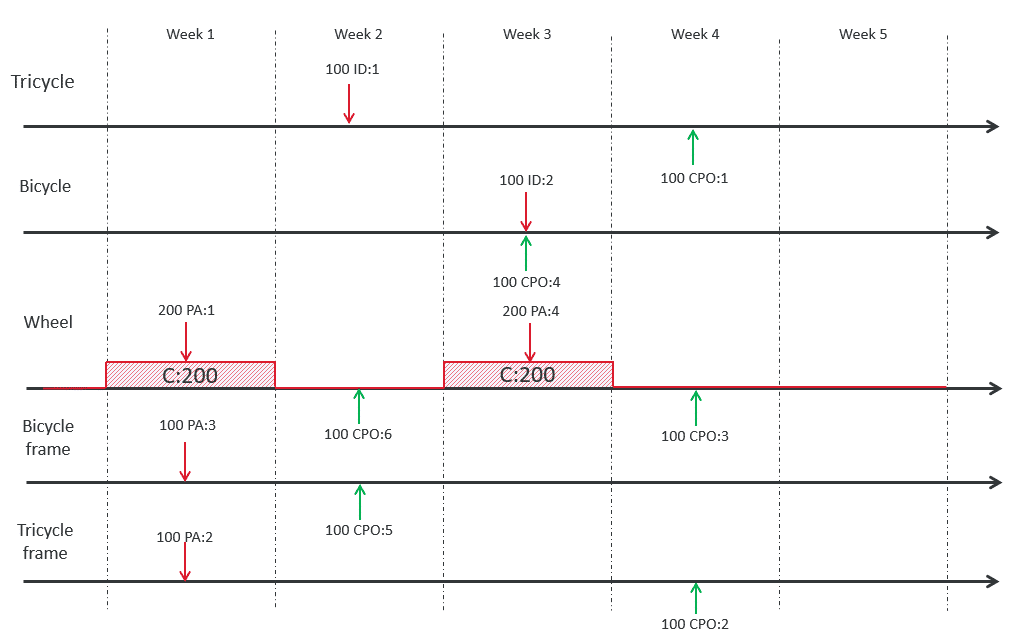 Week 1
Week 2
Week 3
Week 4
Week 5
100 ID:1
Tricycle
100 CPO:1
100 ID:2
Bicycle
100 CPO:4
200 PA:1
200 PA:4
Wheel
C:200
C:200
100 CPO:6
100 CPO:3
Bicycle
frame
100 PA:3
100 CPO:5
Tricycle
frame
100 PA:2
100 CPO:2